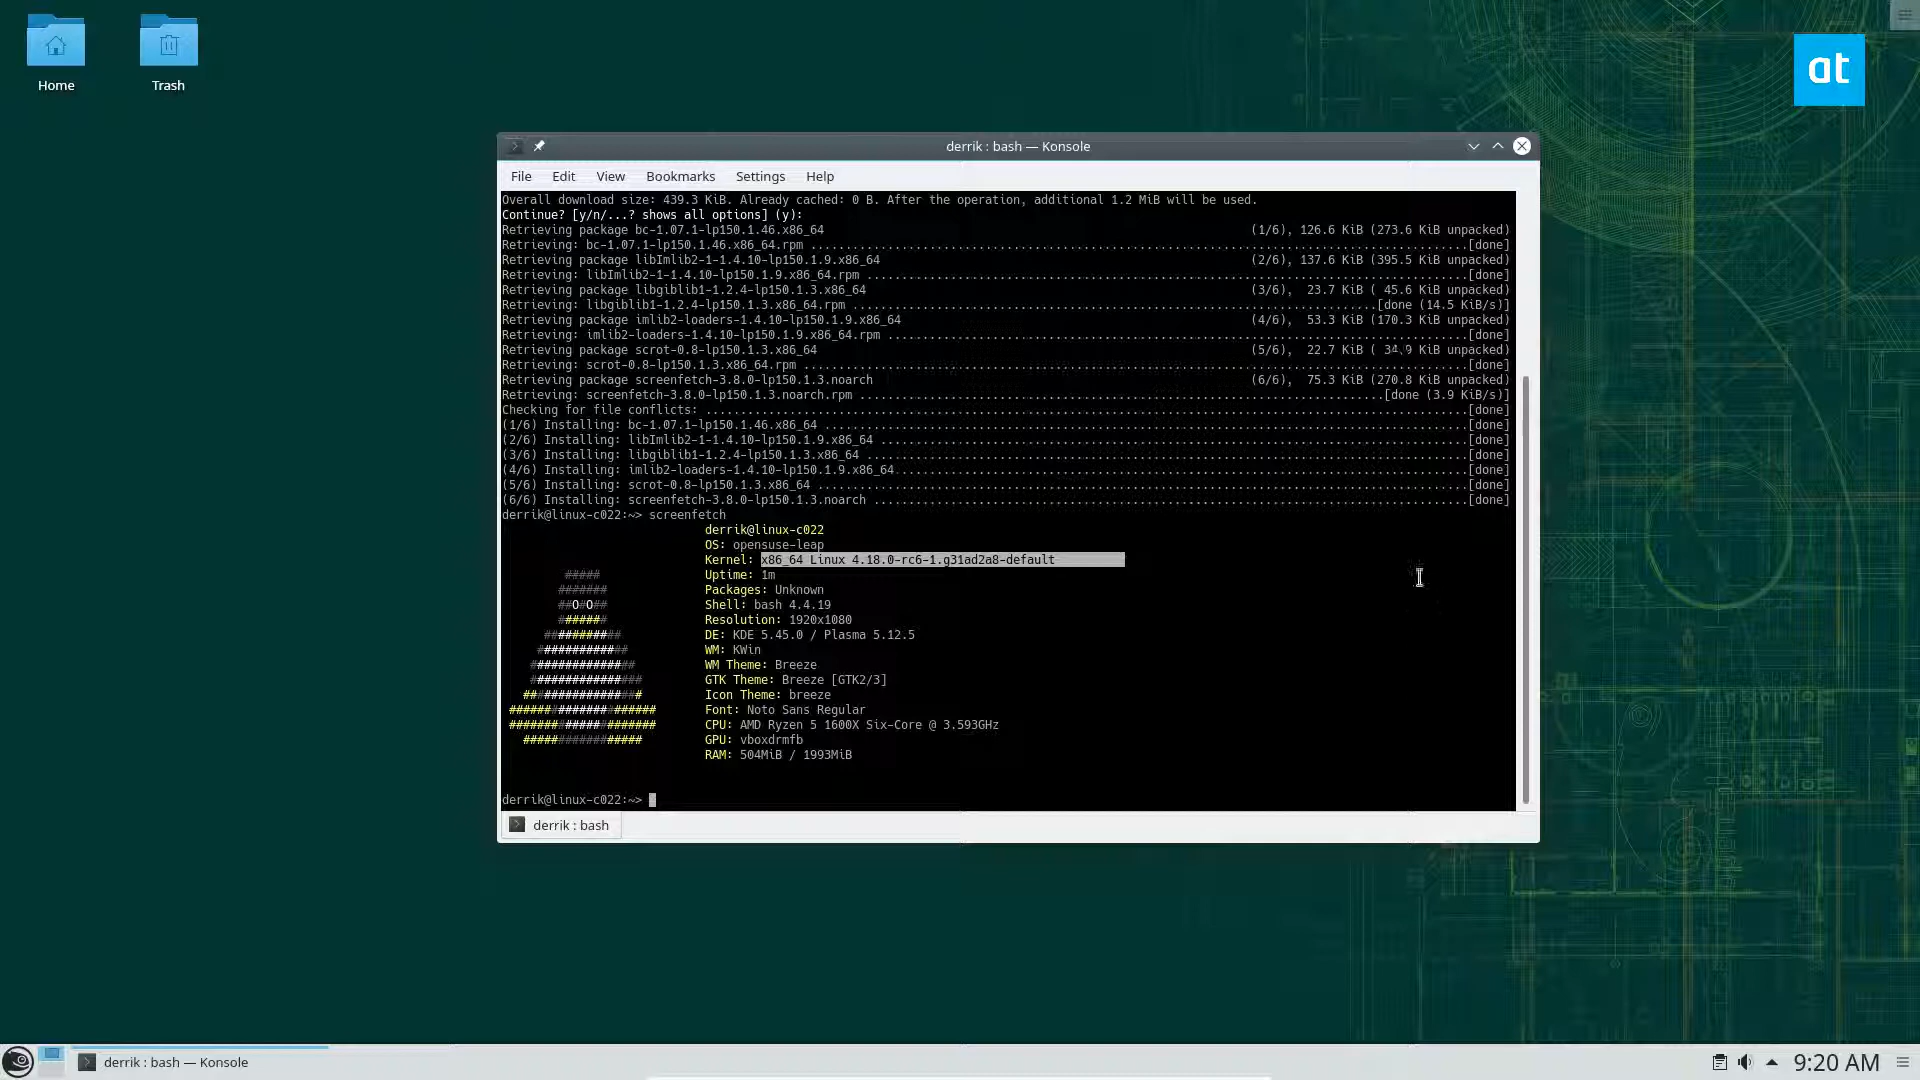 Home
Trash
at
derrik : bash — Konsole
File Edit View Bookmarks Settings Help
Overall download size: 439.3 KiB. Already cached: 0 B. After the operation, additional 1.2 MiB will be used.
Continue? [y/n/...? shows all options] (y):
Retrieving package bc-1.07.1-lp150.1.46.x86_64 (1/6), 126.6 KiB (273.6 KiB unpacked)
Retrieving: bc-1.07.1-lp150.1.46.x86_64.rpm ..........................................................................................[done]
Retrieving package libImlib2-1-1.4.10-lp150.1.9.x86_64 (2/6), 137.6 KiB (395.5 KiB unpacked)
Retrieving: libImlib2-1-1.4.10-lp150.1.9.x86_64.rpm ..................................................................................[done]
Retrieving package libgiblib1-1.2.4-lp150.1.3.x86_64 (3/6), 23.7 KiB ( 45.6 KiB unpacked)
Retrieving: libgiblib1-1.2.4-lp150.1.3.x86_64.rpm .......................................................................[done (14.5 KiB/s)]
Retrieving package imlib2-loaders-1.4.10-lp150.1.9.x86_64 (4/6), 53.3 KiB (170.3 KiB unpacked)
Retrieving: imlib2-loaders-1.4.10-lp150.1.9.x86_64.rpm ...............................................................................[done]
Retrieving package scrot-0.8-lp150.1.3.x86_64 (5/6), 22.7 KiB ( 34.9 KiB unpacked)
Retrieving: scrot-0.8-lp150.1.3.x86_64.rpm ...........................................................................................[done]
Retrieving package screenfetch-3.8.0-lp150.1.3.noarch (6/6), 75.3 KiB (270.8 KiB unpacked)
Retrieving: screenfetch-3.8.0-lp150.1.3.noarch.rpm .......................................................................[done (3.9 KiB/s)]
Checking for file conflicts: .........................................................................................................[done]
(1/6) Installing: bc-1.07.1-lp150.1.46.x86_64 ........................................................................................[done]
(2/6) Installing: libImlib2-1-1.4.10-lp150.1.9.x86_64 ................................................................................[done]
(3/6) Installing: libgiblib1-1.2.4-lp150.1.3.x86_64 ..................................................................................[done]
(4/6) Installing: imlib2-loaders-1.4.10-lp150.1.9.x86_64 .............................................................................[done]
(5/6) Installing: scrot-0.8-lp150.1.3.x86_64 .........................................................................................[done]
(6/6) Installing: screenfetch-3.8.0-lp150.1.3.noarch .................................................................................[done]
derrik@linux-c022:~> screenfetch
derrik@linux-c022
OS: opensuse-leap
Kernel: x86_64 Linux 4.18.0-rc6-1.g31ad2a8-default
##### Uptime: 1m
####### Packages: Unknown
##O#O## Shell: bash 4.4.19
####### Resolution: 1920x1080
########### DE: KDE 5.45.0 / Plasma 5.12.5
############# WM: KWin
############### WM Theme: Breeze
################ GTK Theme: Breeze [GTK2/3]
################# Icon Theme: breeze
##################### Font: Noto Sans Regular
##################### CPU: AMD Ryzen 5 1600X Six-Core @ 3.593GHz
################# GPU: vboxdrmfb
RAM: 504MiB / 1993MiB
derrik@linux-c022:~>
derrik : bash
derrik : bash — Konsole
9:20 AM